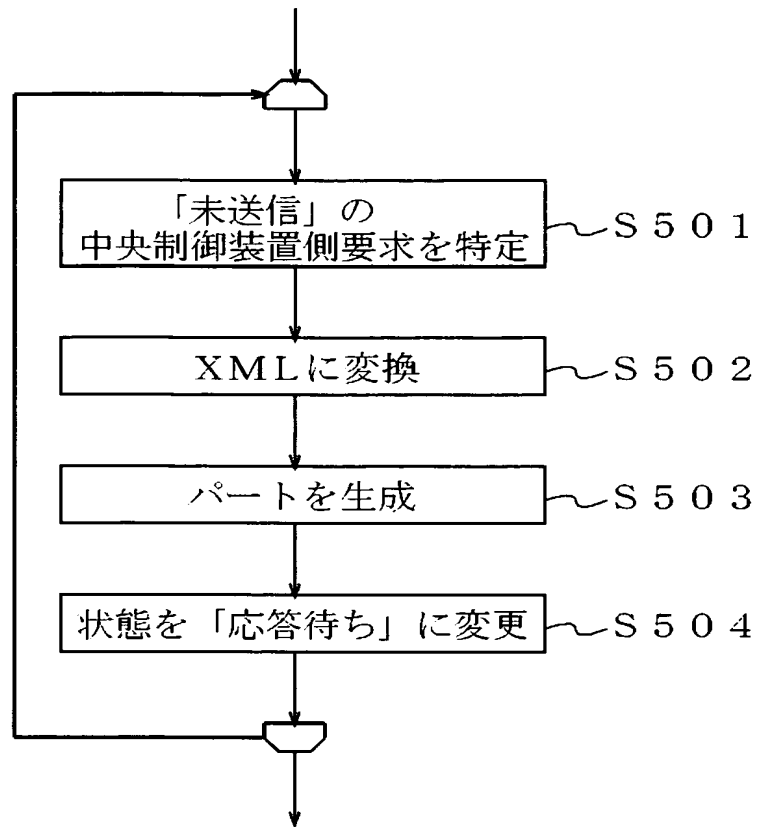 「未送信」の
中央制御装置側要求を特定
S501
XMLに変換
S502
パートを生成
S503
状態を「応答待ち」に変更
S504